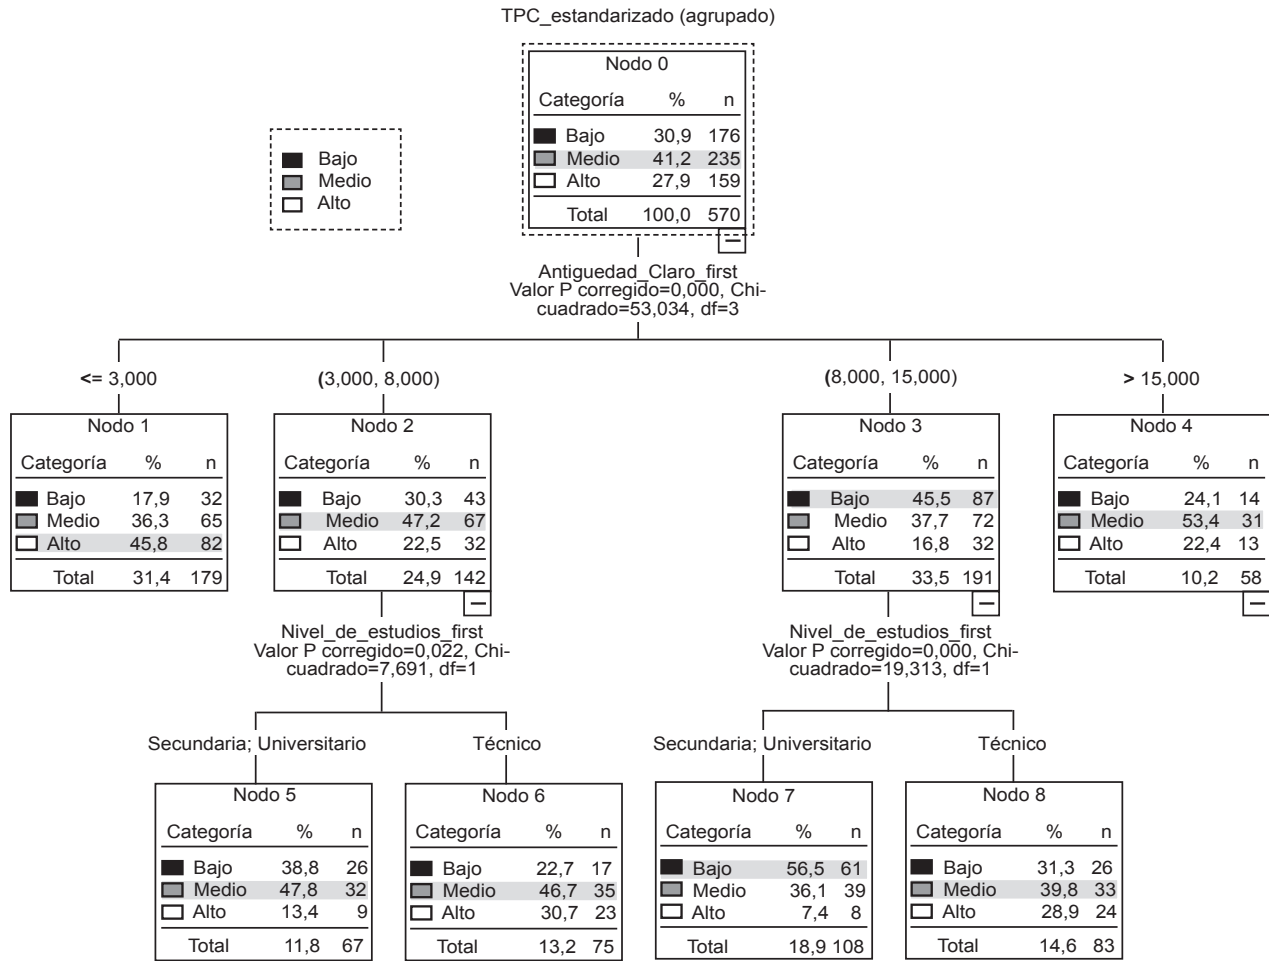 TPC_estandarizado (agrupado)
Nodo 0
Categoría % n
Bajo 30,9 176
Medio 41,2 235
Alto 27,9 159
Total 100,0 570
Bajo
Medio
Alto
Antiguedad_Claro_first
Valor P corregido=0,000, Chi-
cuadrado=53,034, df=3
<= 3,000
(3,000, 8,000)
(8,000, 15,000)
> 15,000
Nodo 1
Categoría % n
Bajo 17,9 32
Medio 36,3 65
Alto 45,8 82
Total 31,4 179
Nodo 2
Categoría % n
Bajo 30,3 43
Medio 47,2 67
Alto 22,5 32
Total 24,9 142
Nodo 3
Categoría % n
Bajo 45,5 87
Medio 37,7 72
Alto 16,8 32
Total 33,5 191
Nodo 4
Categoría % n
Bajo 24,1 14
Medio 53,4 31
Alto 22,4 13
Total 10,2 58
Nivel_de_estudios_first
Valor P corregido=0,022, Chi-
cuadrado=7,691, df=1
Nivel_de_estudios_first
Valor P corregido=0,000, Chi-
cuadrado=19,313, df=1
Secundaria; Universitario
Técnico
Secundaria; Universitario
Técnico
Nodo 5
Categoría % n
Bajo 38,8 26
Medio 47,8 32
Alto 13,4 9
Total 11,8 67
Nodo 6
Categoría % n
Bajo 22,7 17
Medio 46,7 35
Alto 30,7 23
Total 13,2 75
Nodo 7
Categoría % n
Bajo 56,5 61
Medio 36,1 39
Alto 7,4 8
Total 18,9 108
Nodo 8
Categoría % n
Bajo 31,3 26
Medio 39,8 33
Alto 28,9 24
Total 14,6 83